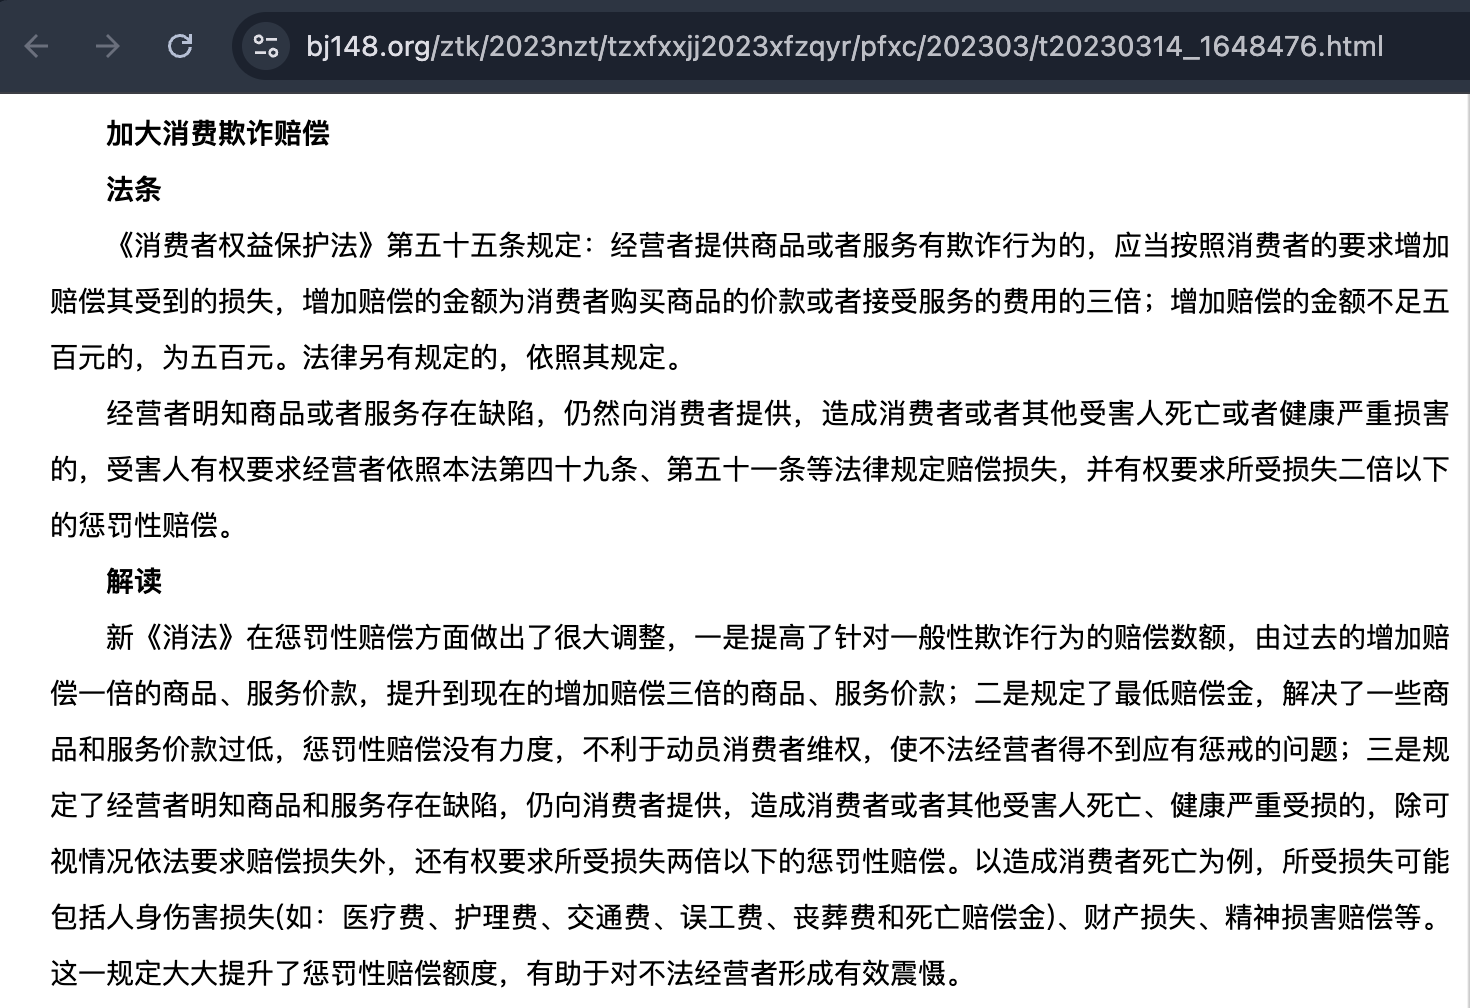 bj148.org/ztk/2023nzt/tzxfxxjj2023xfzqyr/pfxc/202303/t20230314_1648476.html
加大消费欺诈赔偿
法条
《消费者权益保护法》第五十五条规定：经营者提供商品或者服务有欺诈行为的，应当按照消费者的要求增加
赔偿其受到的损失，增加赔偿的金额为消费者购买商品的价款或者接受服务的费用的三倍；增加赔偿的金额不足五
百元的，为五百元。法律另有规定的，依照其规定。
经营者明知商品或者服务存在缺陷，仍然向消费者提供，造成消费者或者其他受害人死亡或者健康严重损害
的，受害人有权要求经营者依照本法第四十九条、第五十一条等法律规定赔偿损失，并有权要求所受损失二倍以下
的惩罚性赔偿。
解读
新《消法》在惩罚性赔偿方面做出了很大调整，一是提高了针对一般性欺诈行为的赔偿数额，由过去的增加赔
偿一倍的商品、服务价款，提升到现在的增加赔偿三倍的商品、服务价款；二是规定了最低赔偿金，解决了一些商
品和服务价款过低，惩罚性赔偿没有力度，不利于动员消费者维权，使不法经营者得不到应有惩戒的问题；三是规
定了经营者明知商品和服务存在缺陷，仍向消费者提供，造成消费者或者其他受害人死亡、健康严重受损的，除可
视情况依法要求赔偿损失外，还有权要求所受损失两倍以下的惩罚性赔偿。以造成消费者死亡为例，所受损失可能
包括人身伤害损失(如：医疗费、护理费、交通费、误工费、丧葬费和死亡赔偿金)、财产损失、精神损害赔偿等。
这一规定大大提升了惩罚性赔偿额度，有助于对不法经营者形成有效震慑。